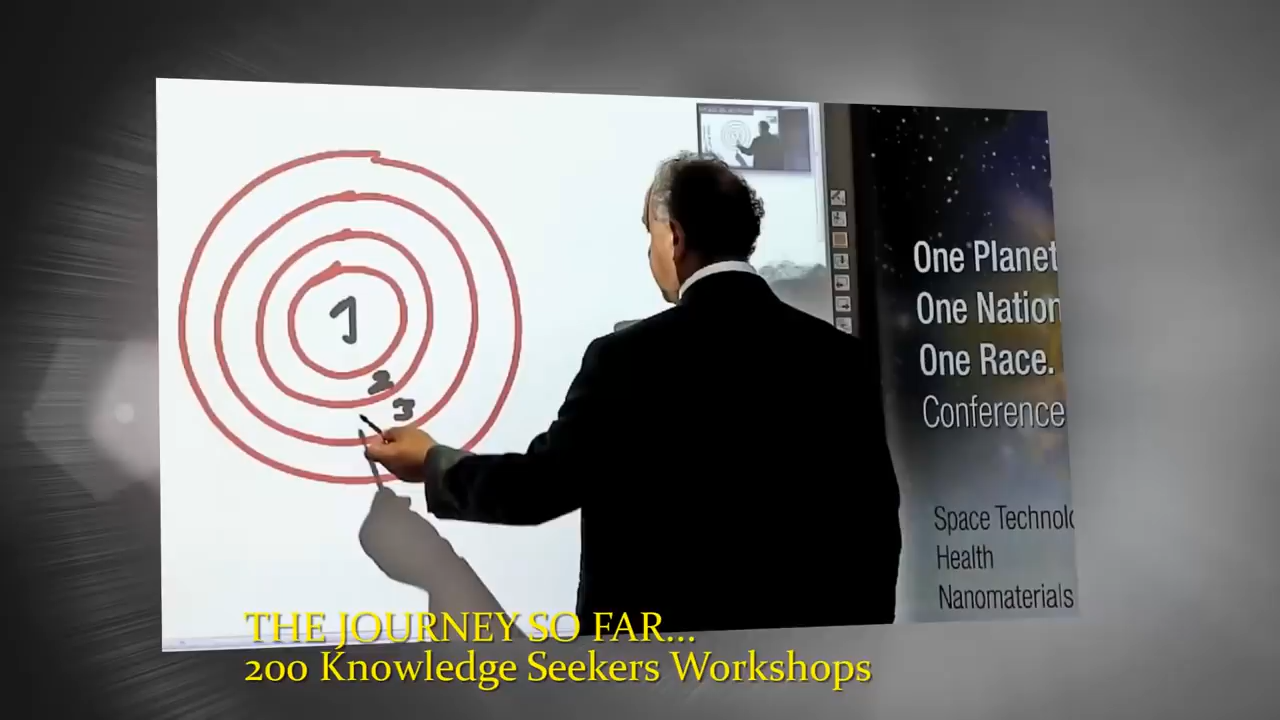 1
2
3
One Planet
One Nation
One Race.
Conference
Space Technolo
Health
Nanomaterials
THE JOURNEY SO FAR...
200 Knowledge Seekers Workshops